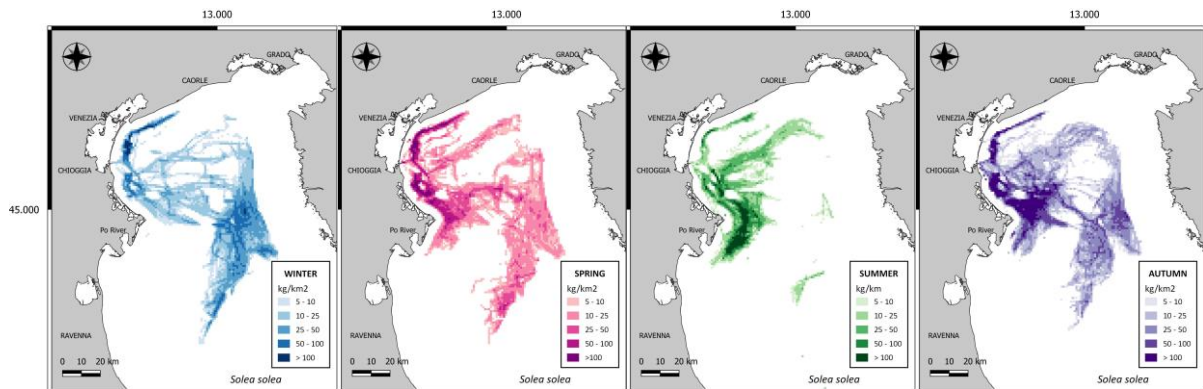 13.000
13.000
13.000
13.000
45.000
45.000
GRADO
CAORLE
VENEZIA
CHIOGGIA
Po River
RAVENNA
WINTER
kg/km2
5 - 10
10 - 25
25 - 50
50 - 100
> 100
0 10 20 km
Solea solea
GRADO
CAORLE
VENEZIA
CHIOGGIA
Po River
RAVENNA
SPRING
kg/km2
5 - 10
10 - 25
25 - 50
50 - 100
>100
0 10 20 km
Solea solea
GRADO
CAORLE
VENEZIA
CHIOGGIA
Po River
RAVENNA
SUMMER
kg/km
5 - 10
10 - 25
25 - 50
50 - 100
> 100
0 10 20 km
Solea solea
GRADO
CAORLE
VENEZIA
CHIOGGIA
Po River
RAVENNA
AUTUMN
kg/km2
5 - 10
10 - 25
25 - 50
50 - 100
> 100
0 10 20 km
Solea solea